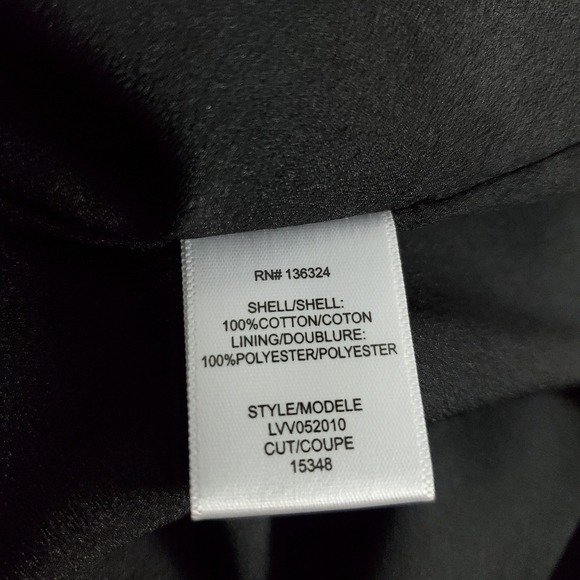 RN# 136324
SHELL/SHELL:
100%COTTON/COTON
LINING/DOUBLURE:
100%POLYESTER/POLYESTER
STYLE/MODELE
LVV052010
CUT/COUPE
15348